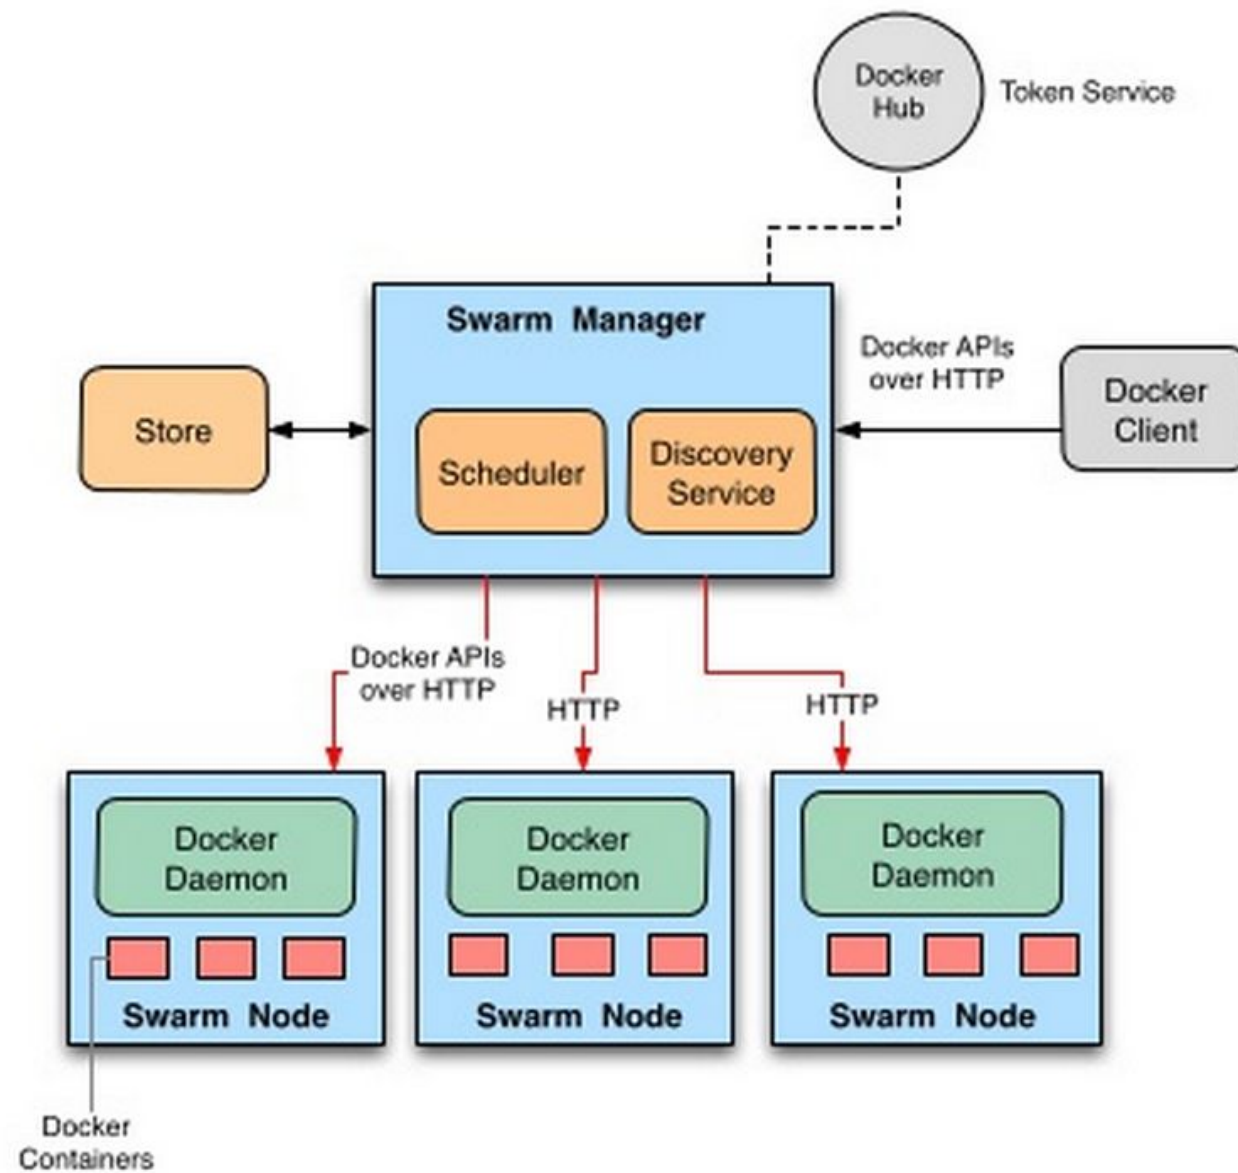 Docker
Hub
Token Service
Swarm Manager
Docker APIs
over HTTP
Store
Scheduler
Discovery
Service
Docker
Client
Docker APIs
over HTTP
HTTP
HTTP
Docker
Daemon
Swarm Node
Docker
Daemon
Swarm Node
Docker
Daemon
Swarm Node
Docker
Containers